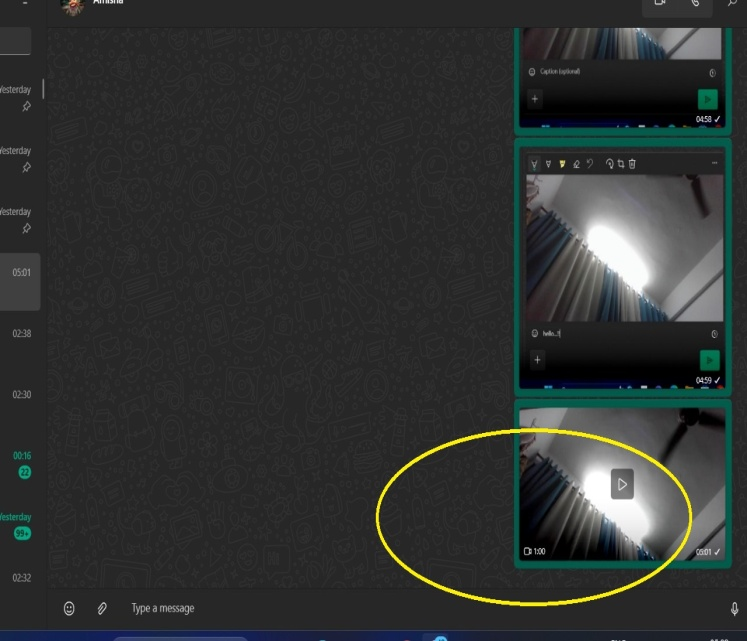 Yesterday
Yesterday
Yesterday
05:01
02:38
02:30
00:16
22
Yesterday
99+
02:32
Caption (optional)
04:58
hello..!!
04:59
1:00
05:01
Type a message